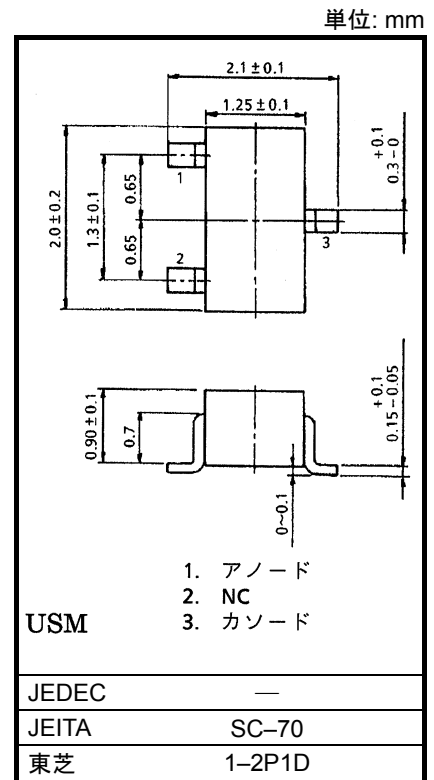 単位: mm
2.1±0.1
1.25±0.1
+0.1
0.3−0
2.0±0.2
1.3±0.1
0.65
0.65
1
2
3
0.90±0.1
0.7
+0.1
0.15−0.05
0~0.1
1. アノード
2. NC
3. カソード
USM
JEDEC —
JEITA SC–70
東芝 1–2P1D